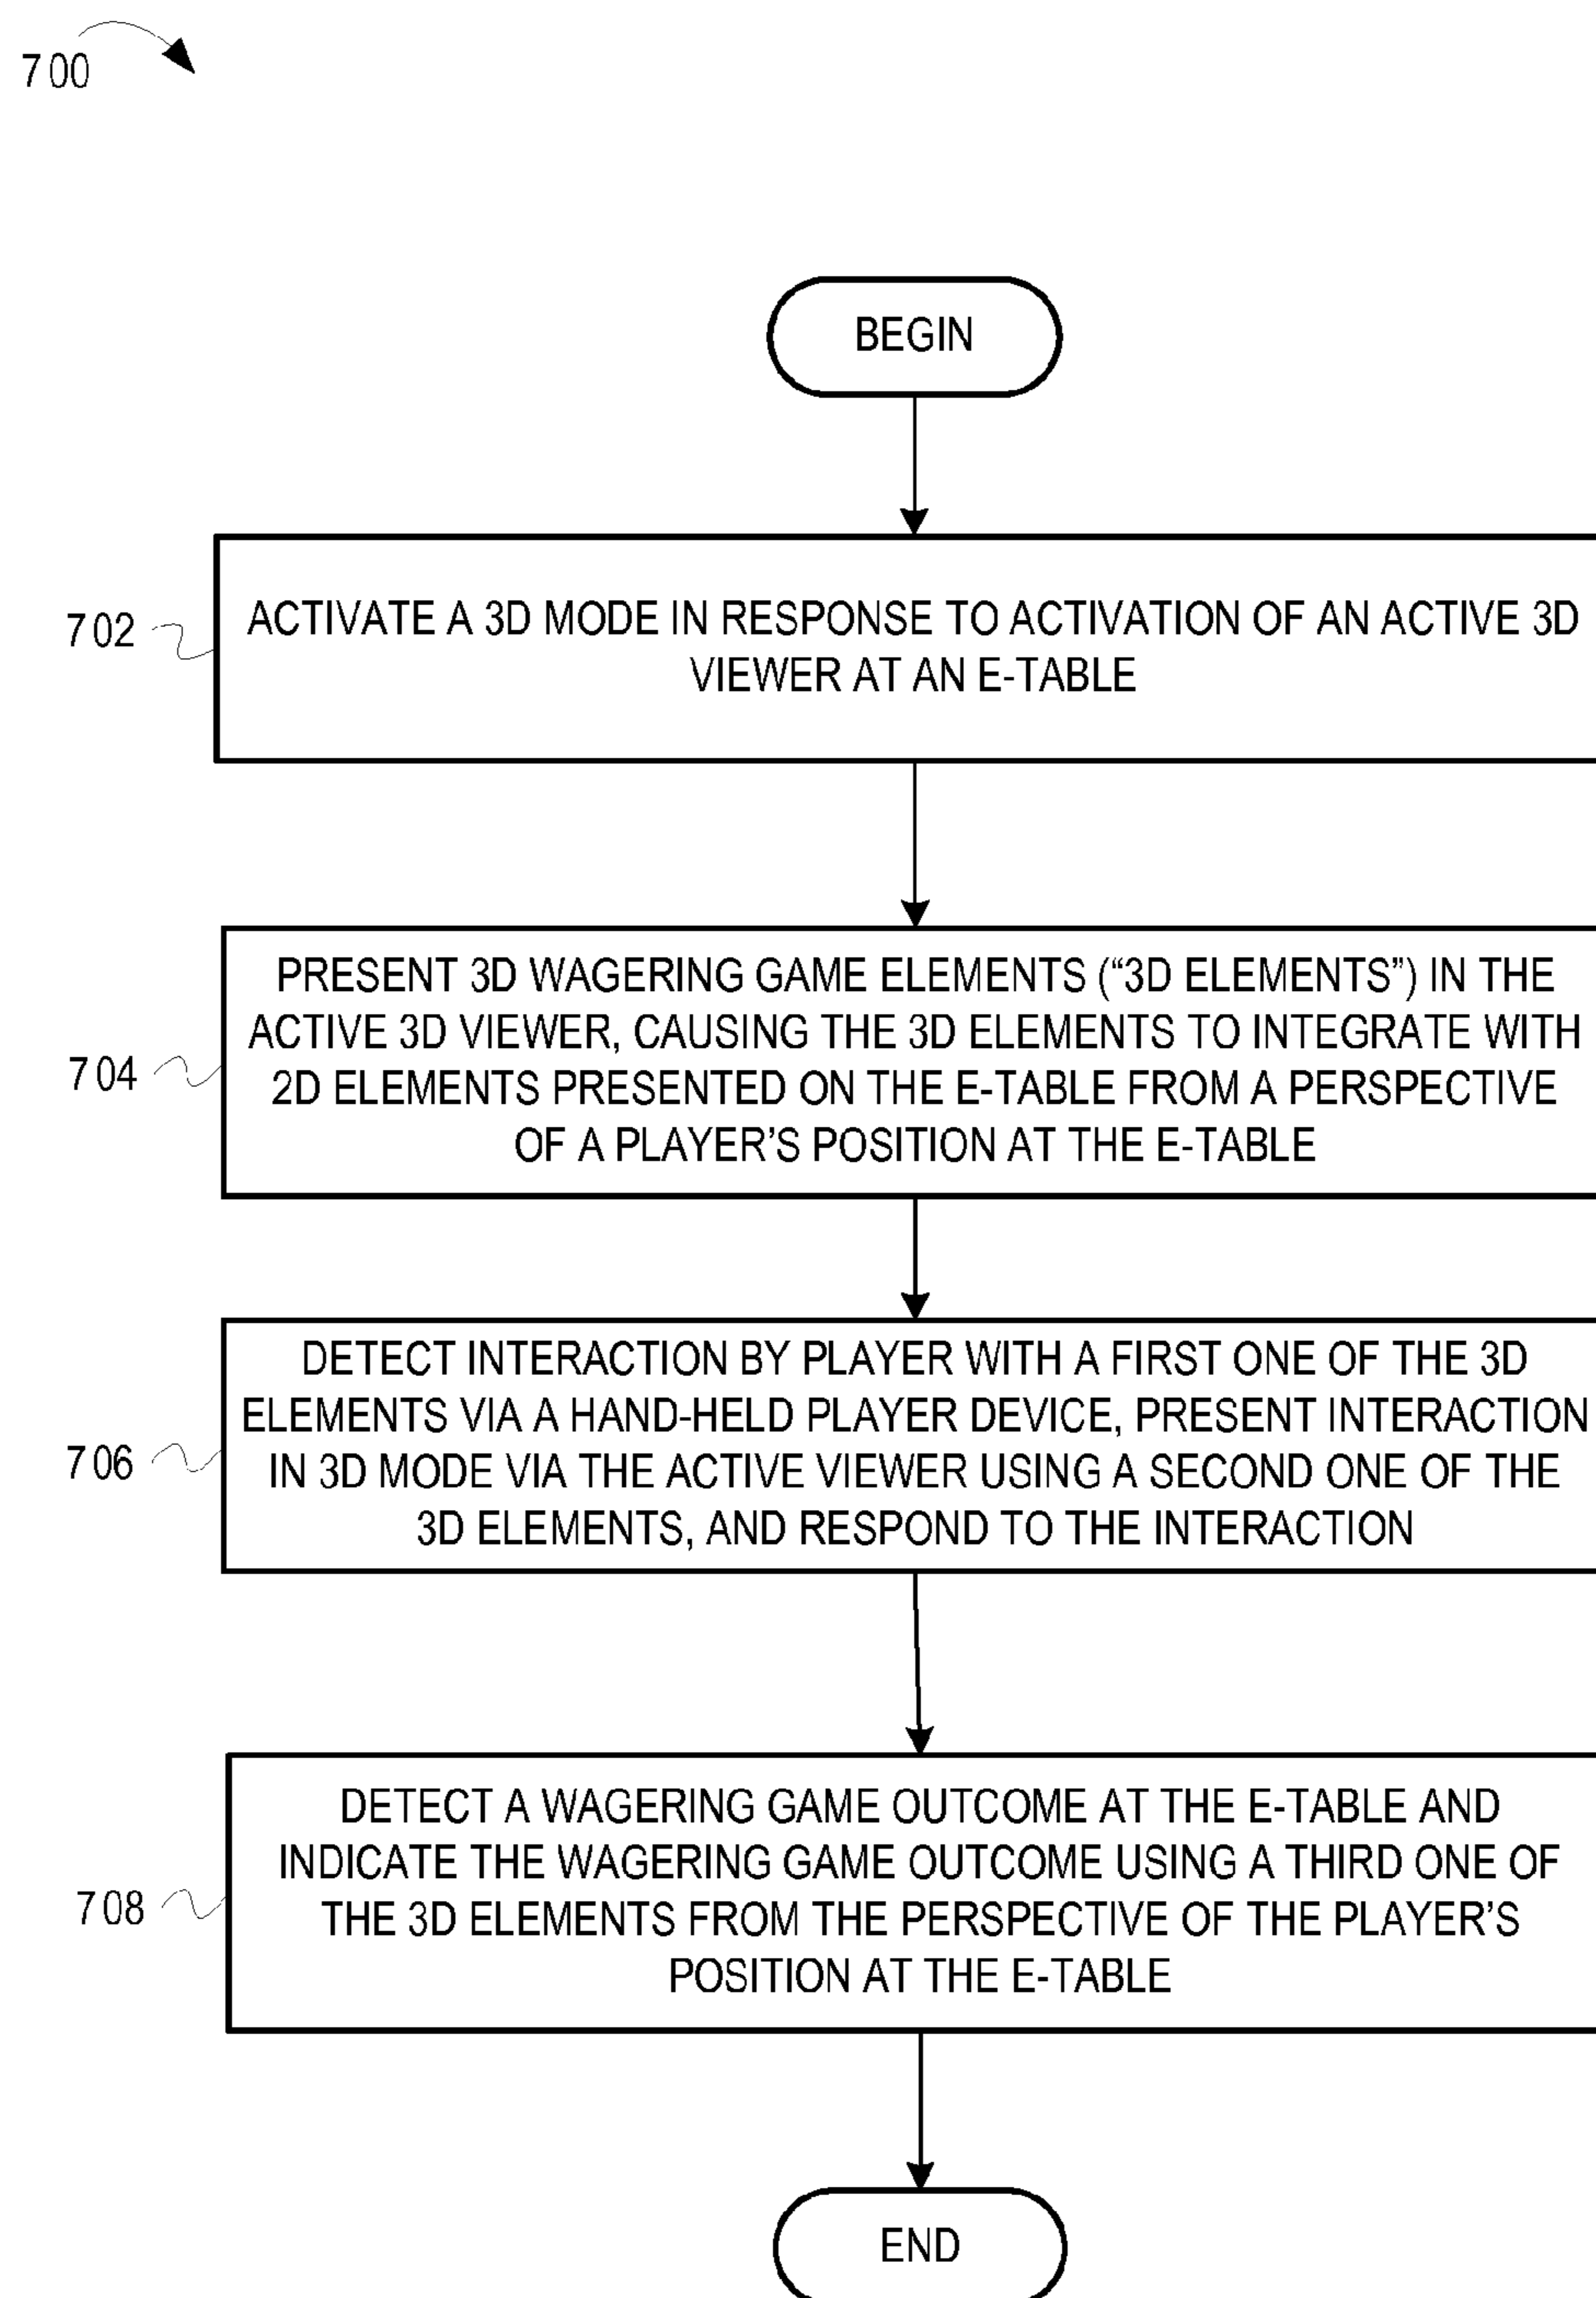 700
BEGIN
702
ACTIVATE A 3D MODE IN RESPONSE TO ACTIVATION OF AN ACTIVE 3D
VIEWER AT AN E-TABLE
704
PRESENT 3D WAGERING GAME ELEMENTS (“3D ELEMENTS”) IN THE
ACTIVE 3D VIEWER, CAUSING THE 3D ELEMENTS TO INTEGRATE WITH
2D ELEMENTS PRESENTED ON THE E-TABLE FROM A PERSPECTIVE
OF A PLAYER’S POSITION AT THE E-TABLE
706
DETECT INTERACTION BY PLAYER WITH A FIRST ONE OF THE 3D
ELEMENTS VIA A HAND-HELD PLAYER DEVICE, PRESENT INTERACTION
IN 3D MODE VIA THE ACTIVE VIEWER USING A SECOND ONE OF THE
3D ELEMENTS, AND RESPOND TO THE INTERACTION
708
DETECT A WAGERING GAME OUTCOME AT THE E-TABLE AND
INDICATE THE WAGERING GAME OUTCOME USING A THIRD ONE OF
THE 3D ELEMENTS FROM THE PERSPECTIVE OF THE PLAYER’S
POSITION AT THE E-TABLE
END